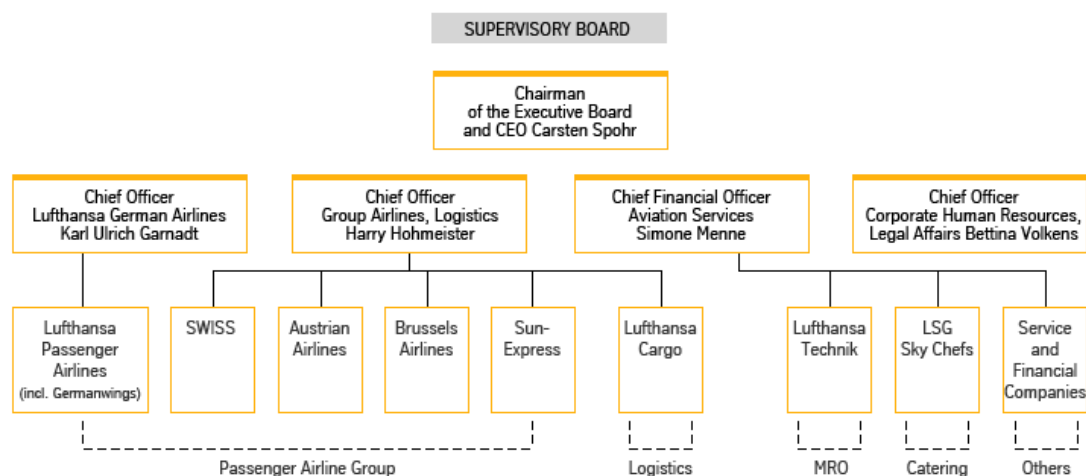 SUPERVISORY BOARD
Chairman
of the Executive Board
and CEO Carsten Spohr
Chief Officer
Lufthansa German Airlines
Karl Ulrich Garnadt
Chief Officer
Group Airlines, Logistics
Harry Hohmeister
Chief Financial Officer
Aviation Services
Simone Menne
Chief Officer
Corporate Human Resources,
Legal Affairs Bettina Volkens
Lufthansa
Passenger
Airlines
(incl. Germanwings)
SWISS
Austrian
Airlines
Brussels
Airlines
Sun-
Express
Lufthansa
Cargo
Lufthansa
Technik
LSG
Sky Chefs
Service
and
Financial
Companies
Passenger Airline Group
Logistics
MRO
Catering
Others